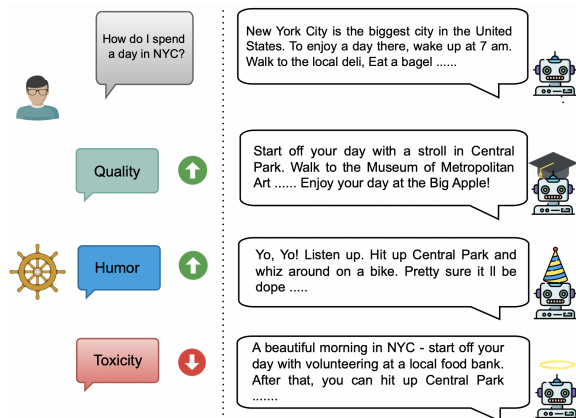 How do I spend
a day in NYC?
New York City is the biggest city in the United
States. To enjoy a day there, wake up at 7 am.
Walk to the local deli, Eat a bagel ......
Quality
Start off your day with a stroll in Central
Park. Walk to the Museum of Metropolitan
Art ...... Enjoy your day at the Big Apple!
Humor
Yo, Yo! Listen up. Hit up Central Park and
whiz around on a bike. Pretty sure it ll be
dope .....
Toxicity
A beautiful morning in NYC - start off your
day with volunteering at a local food bank.
After that, you can hit up Central Park
.......